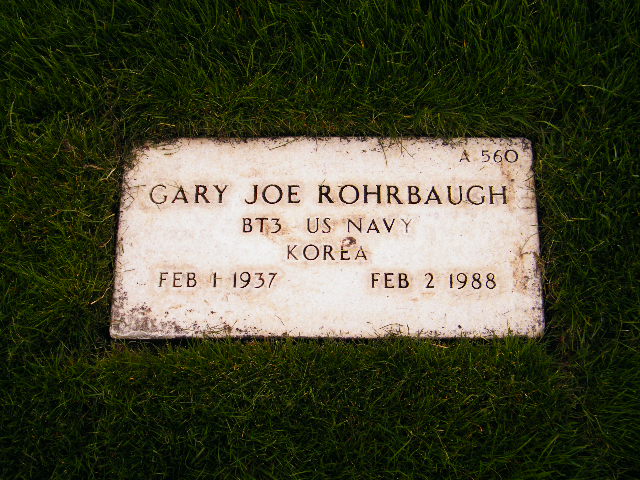 A 560
GARY JOE ROHRBAUGH
BT3 US NAVY
KOREA
FEB 1 1937 FEB 2 1988